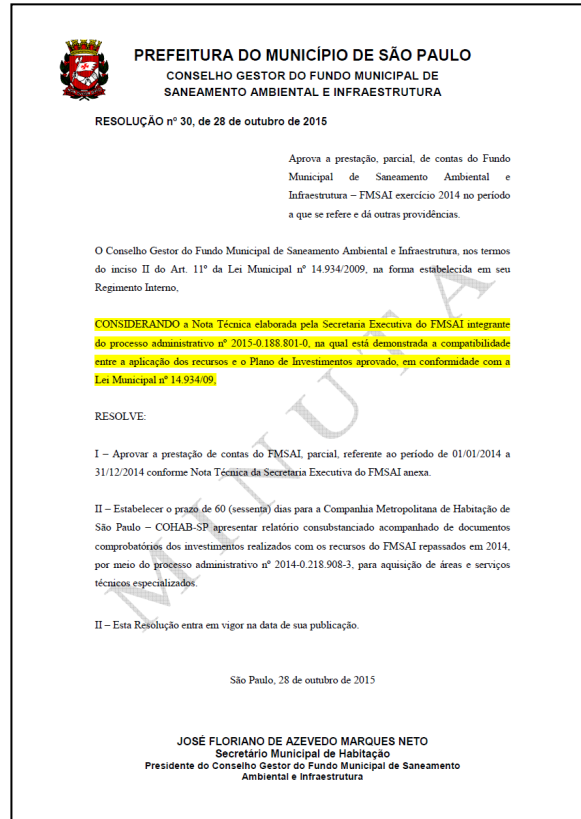 PREFEITURA DO MUNICÍPIO DE SÃO PAULO
CONSELHO GESTOR DO FUNDO MUNICIPAL DE
SANEAMENTO AMBIENTAL E INFRAESTRUTURA
RESOLUÇÃO nº 30, de 28 de outubro de 2015
Aprova a prestação, parcial, de contas do Fundo
Municipal de Saneamento Ambiental e
Infraestrutura – FMSAI exercício 2014 no período
a que se refere e dá outras providências.
O Conselho Gestor do Fundo Municipal de Saneamento Ambiental e Infraestrutura, nos termos
do inciso II do Art. 11º da Lei Municipal nº 14.934/2009, na forma estabelecida em seu
Regimento Interno,
CONSIDERANDO a Nota Técnica elaborada pela Secretaria Executiva do FMSAI integrante
do processo administrativo nº 2015-0.188.801-0, na qual está demonstrada a compatibilidade
entre a aplicação dos recursos e o Plano de Investimentos aprovado, em conformidade com a
Lei Municipal nº 14.934/09,
RESOLVE:
I – Aprovar a prestação de contas do FMSAI, parcial, referente ao período de 01/01/2014 a
31/12/2014 conforme Nota Técnica da Secretaria Executiva do FMSAI anexa.
II – Estabelecer o prazo de 60 (sessenta) dias para a Companhia Metropolitana de Habitação de
São Paulo – COHAB-SP apresentar relatório consubstanciado acompanhado de documentos
comprobatórios dos investimentos realizados com os recursos do FMSAI repassados em 2014,
por meio do processo administrativo nº 2014-0.218.908-3, para aquisição de áreas e serviços
técnicos especializados.
II – Esta Resolução entra em vigor na data de sua publicação.
São Paulo, 28 de outubro de 2015
JOSÉ FLORIANO DE AZEVEDO MARQUES NETO
Secretário Municipal de Habitação
Presidente do Conselho Gestor do Fundo Municipal de Saneamento
Ambiental e Infraestrutura
MINUTA